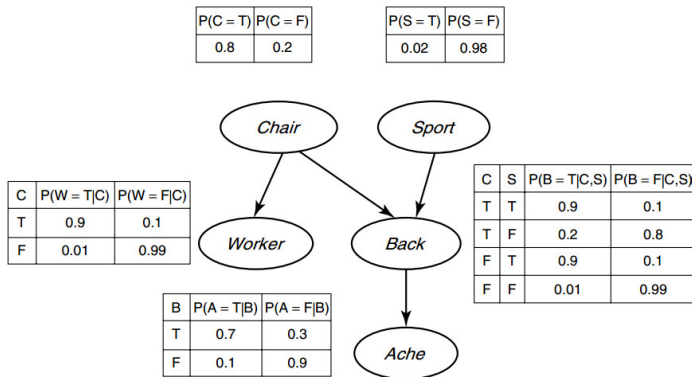 P(C = T) P(C = F)
0.8 0.2
P(S = T) P(S = F)
0.02 0.98
Chair
Sport
C P(W = T|C) P(W = F|C)
T 0.9 0.1
F 0.01 0.99
Worker
Back
C S P(B = T|C,S) P(B = F|C,S)
T T 0.9 0.1
T F 0.2 0.8
F T 0.9 0.1
F F 0.01 0.99
B P(A = T|B) P(A = F|B)
T 0.7 0.3
F 0.1 0.9
Ache